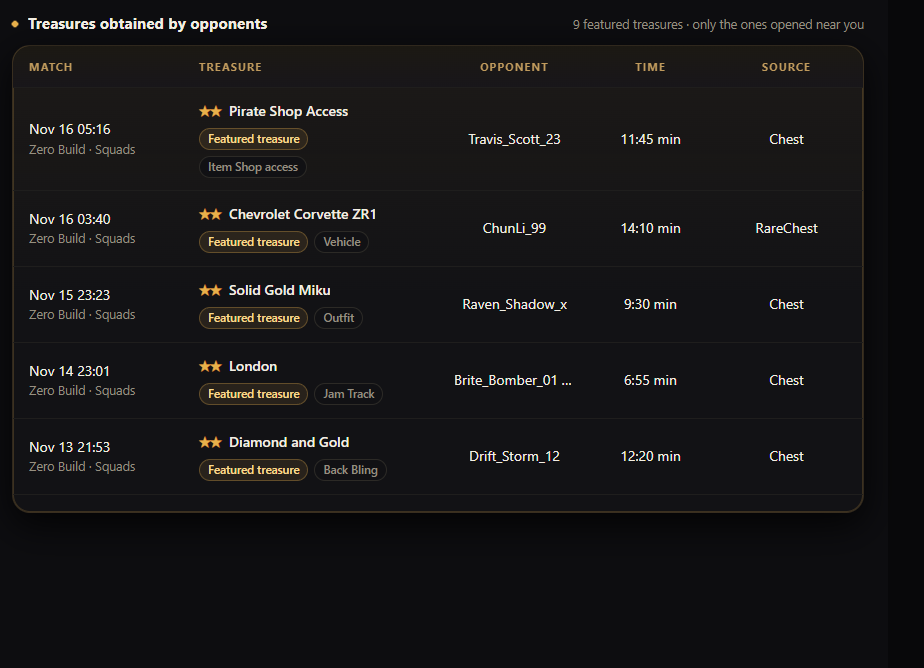 Treasures obtained by opponents
9 featured treasures · only the ones opened near you
MATCH TREASURE OPPONENT TIME SOURCE
★★ Pirate Shop Access
Nov 16 05:16
Zero Build · Squads
Featured treasure
Item Shop access
Travis_Scott_23 11:45 min Chest
★★ Chevrolet Corvette ZR1
Nov 16 03:40
Zero Build · Squads
Featured treasure Vehicle
ChunLi_99 14:10 min RareChest
★★ Solid Gold Miku
Nov 15 23:23
Zero Build · Squads
Featured treasure Outfit
Raven_Shadow_x 9:30 min Chest
★★ London
Nov 14 23:01
Zero Build · Squads
Featured treasure Jam Track
Brite_Bomber_01 ... 6:55 min Chest
★★ Diamond and Gold
Nov 13 21:53
Zero Build · Squads
Featured treasure Back Bling
Drift_Storm_12 12:20 min Chest